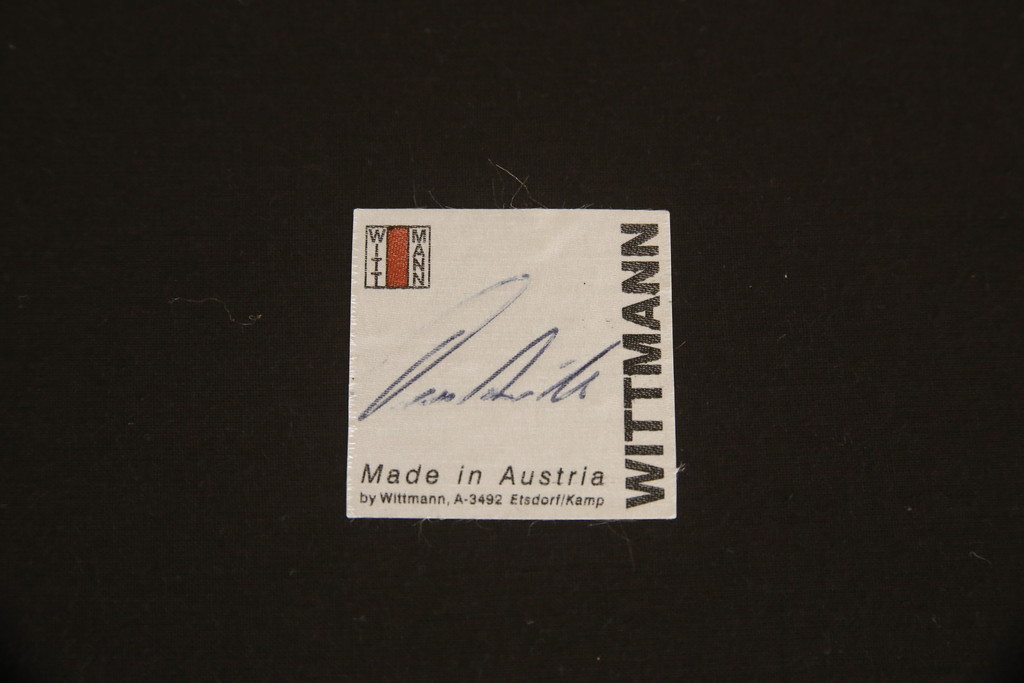 WITT MANN
Made in Austria
by Wittmann, A-3492 Etsdorf/Kamp
WITTMANN